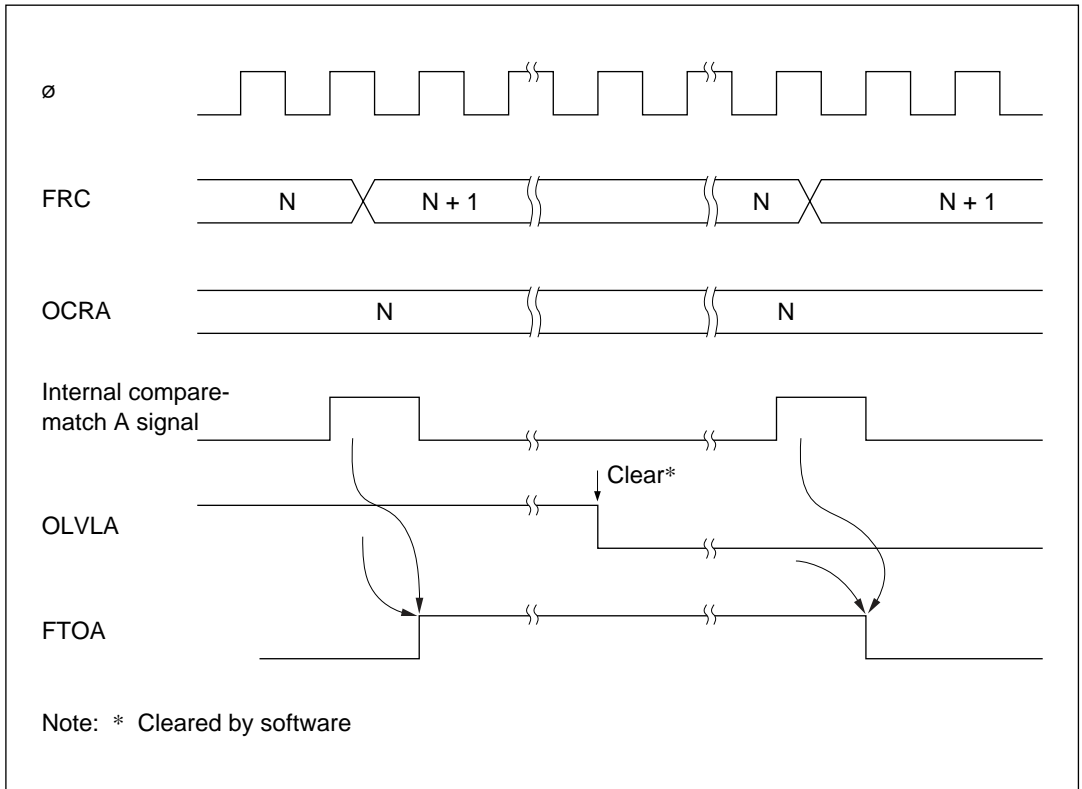 ø
FRC N N + 1 N N + 1
OCRA N N
Internal compare-
match A signal
Clear*
OLVLA
FTOA
Note: * Cleared by software